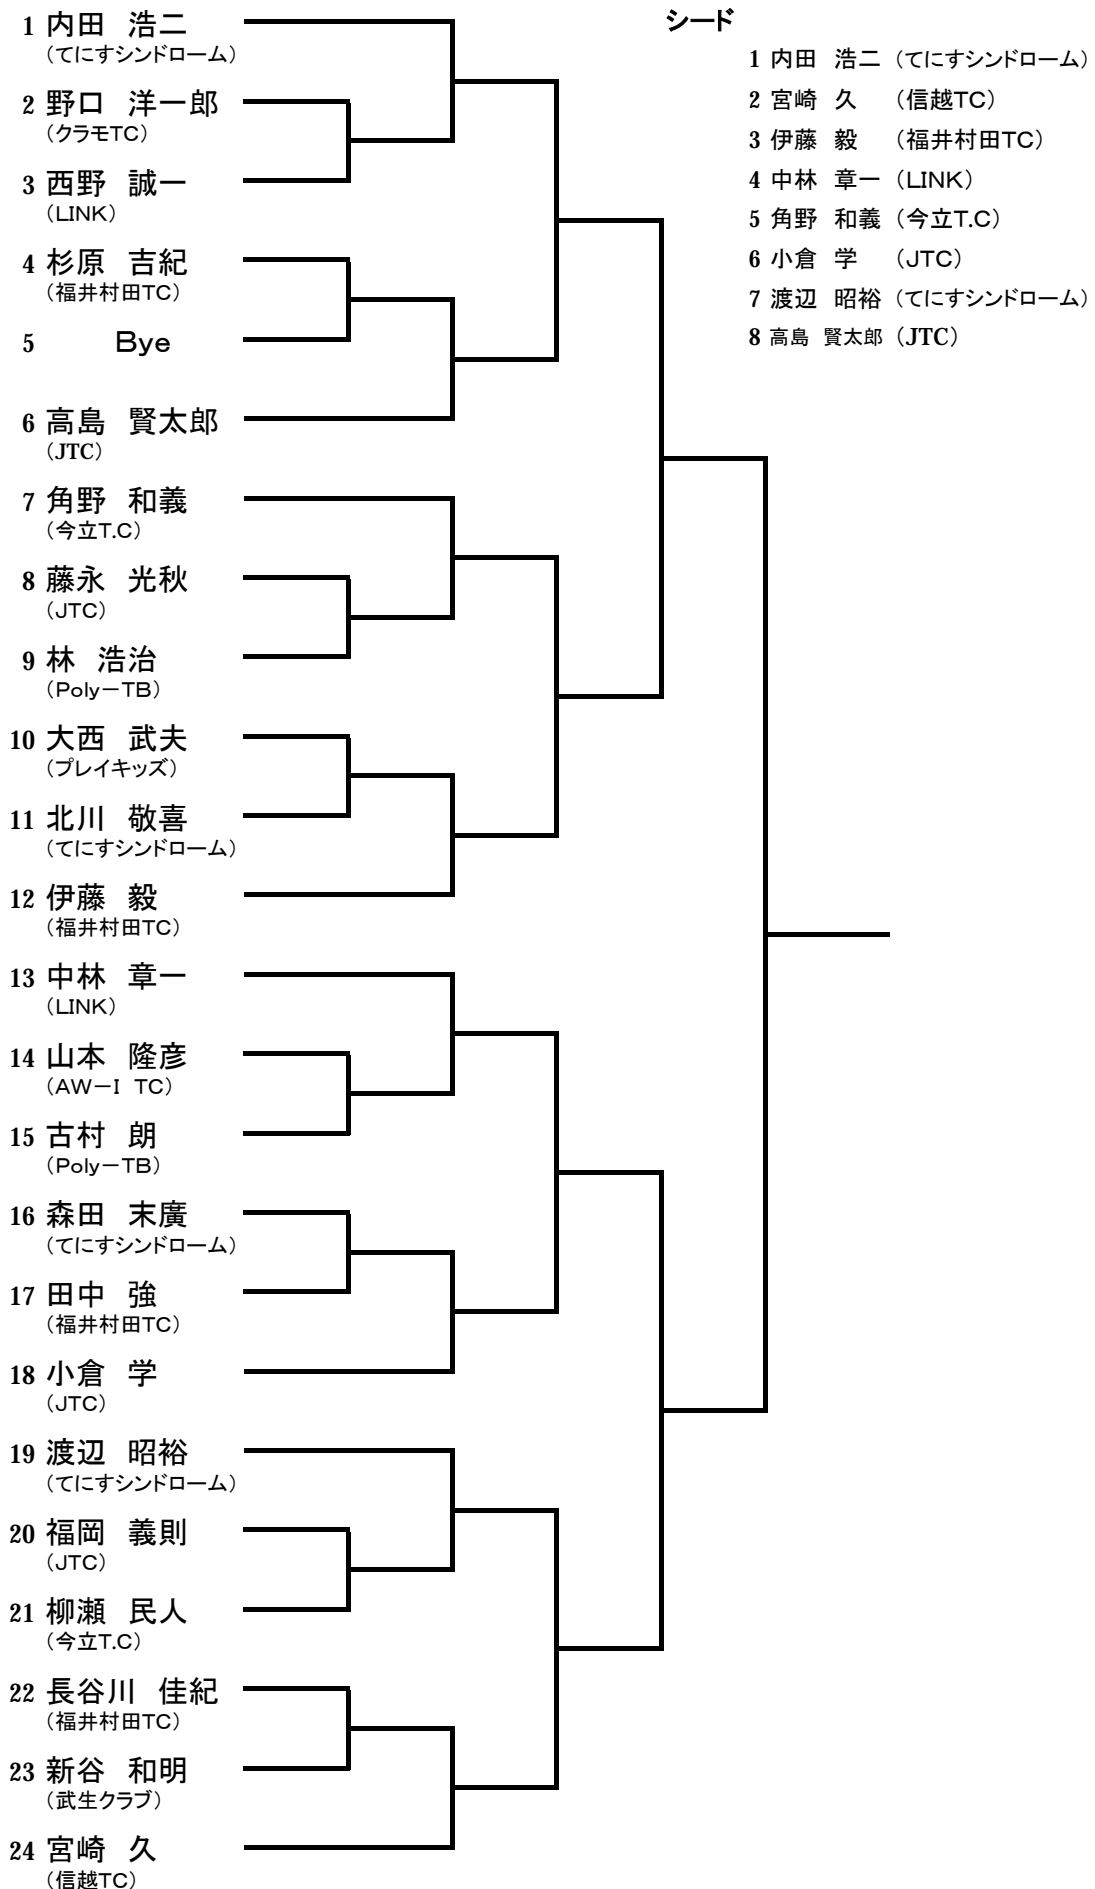 1 内田　浩二
（てにすシンドローム）
2 野口　洋一郎
（クラモTC）
3 西野　誠一
（LINK）
4 杉原　吉紀
（福井村田TC）
5 Bye
6 高島　賢太郎
（JTC）
7 角野　和義
（今立T.C）
8 藤永　光秋
（JTC）
9 林　浩治
（Poly－TB）
10 大西　武夫
（プレイキッズ）
11 北川　敬喜
（てにすシンドローム）
12 伊藤　毅
（福井村田TC）
13 中林　章一
（LINK）
14 山本　隆彦
（AW－I　TC）
15 古村　朗
（Poly－TB）
16 森田　末廣
（てにすシンドローム）
17 田中　強
（福井村田TC）
18 小倉　学
（JTC）
19 渡辺　昭裕
（てにすシンドローム）
20 福岡　義則
（JTC）
21 柳瀬　民人
（今立T.C）
22 長谷川　佳紀
（福井村田TC）
23 新谷　和明
（武生クラブ）
24 宮崎　久
（信越TC）
シード
1 内田　浩二 （てにすシンドローム）
2 宮崎　久 （信越TC）
3 伊藤　毅 （福井村田TC）
4 中林　章一 （LINK）
5 角野　和義 （今立T.C）
6 小倉　学 （JTC）
7 渡辺　昭裕 （てにすシンドローム）
8 高島　賢太郎 （JTC）